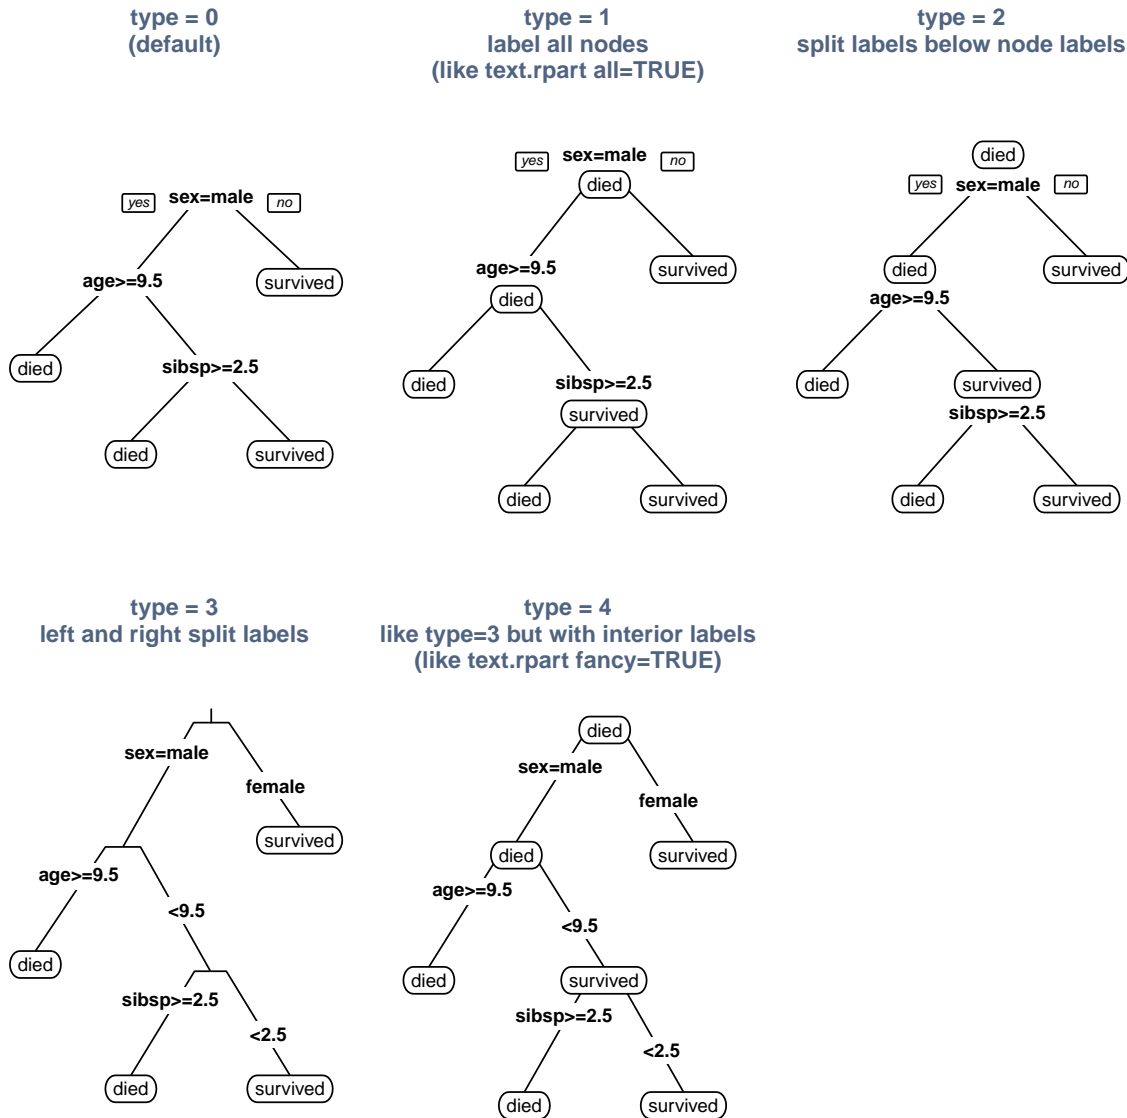 type = 0
(default)
yes
sex=male
no
age>=9.5
survived
died
sibsp>=2.5
died
survived
type = 1
label all nodes
(like text.rpart all=TRUE)
yes
sex=male
no
died
age>=9.5
survived
died
died
sibsp>=2.5
survived
died
survived
type = 2
split labels below node labels
died
yes
sex=male
no
died
survived
age>=9.5
died
survived
sibsp>=2.5
died
survived
type = 3
left and right split labels
sex=male
female
survived
age>=9.5
<9.5
died
sibsp>=2.5
<2.5
died
survived
type = 4
like type=3 but with interior labels
(like text.rpart fancy=TRUE)
died
sex=male
female
died
survived
age>=9.5
<9.5
died
survived
sibsp>=2.5
<2.5
died
survived